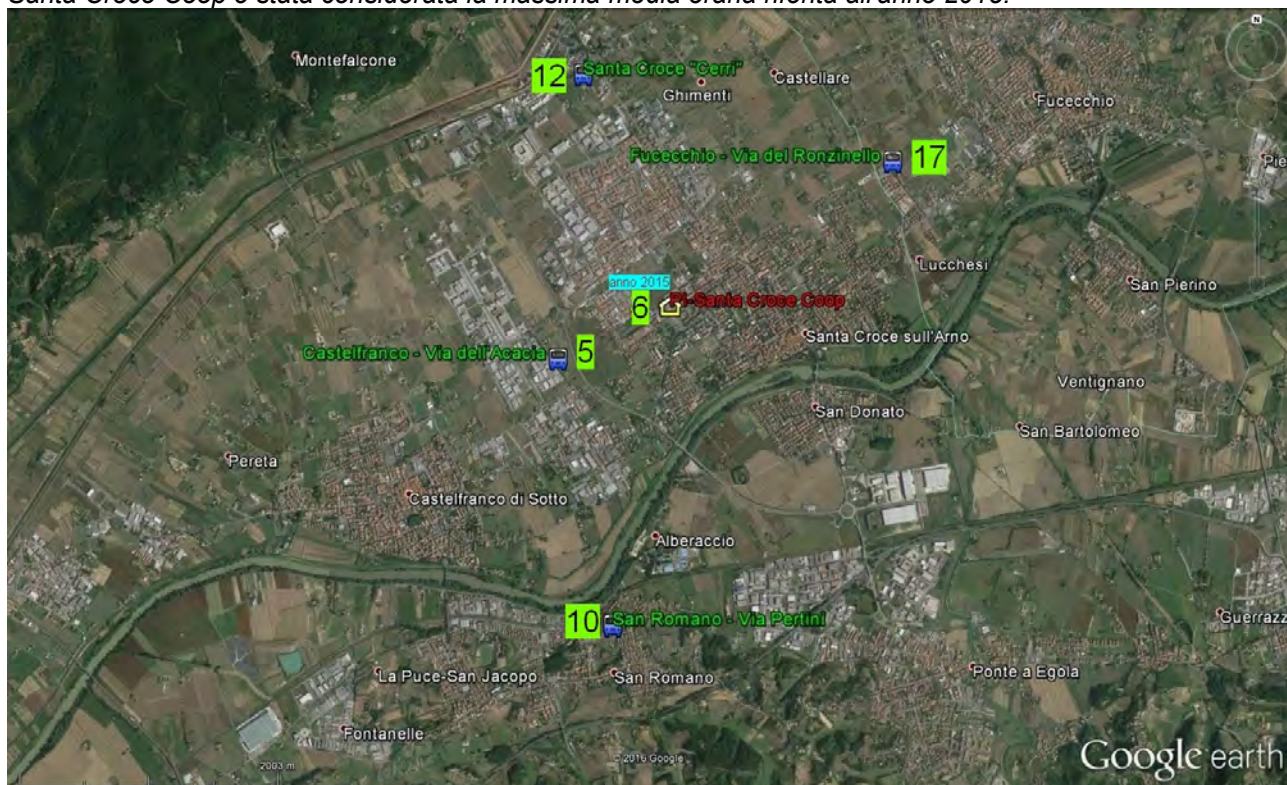 Santa Croce Coop è stata considerata la massima media oraria riferita all'anno 2015.
N
Montefalcone
12 Santa Croce "Cerri"
Ghimenti
Castellare
Fucecchio
Fucecchio - Via del Ronzinello 17
Pie
Lucchesi
San Pierino
anno 2015
6 PI-Santa Croce Coop
Santa Croce sull'Arno
Castelfranco - Via dell'Acacia 5
Ventignano
San Donato
San Bartolomeo
Pereta
Castelfranco di Sotto
Alberaccio
10 San Romano - Via Pertini
Guerrazz
La Puce-San Jacopo
San Romano
Ponte a Egola
Fontanelle
2003 m
© 2016 Google
Google earth